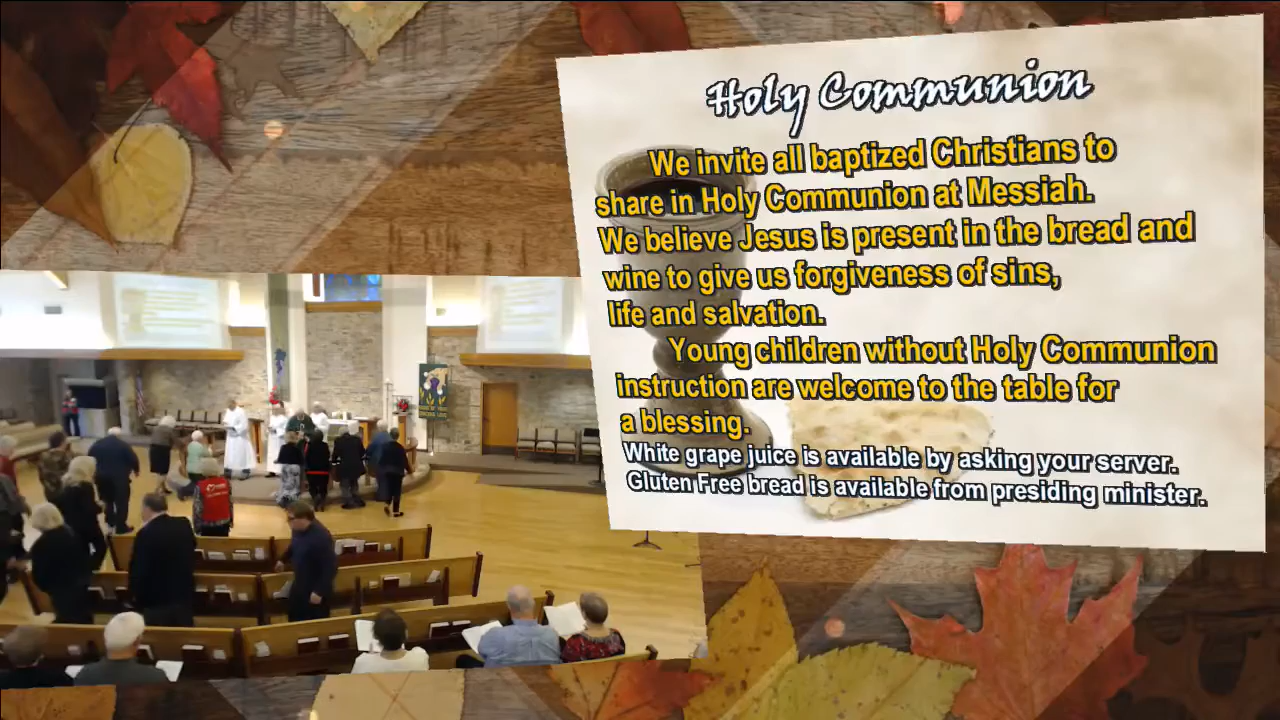 Holy Communion
We invite all baptized Christians to
share in Holy Communion at Messiah.
We believe Jesus is present in the bread and
wine to give us forgiveness of sins,
life and salvation.
Young children without Holy Communion
instruction are welcome to the table for
a blessing.
White grape juice is available by asking your server.
Gluten Free bread is available from presiding minister.